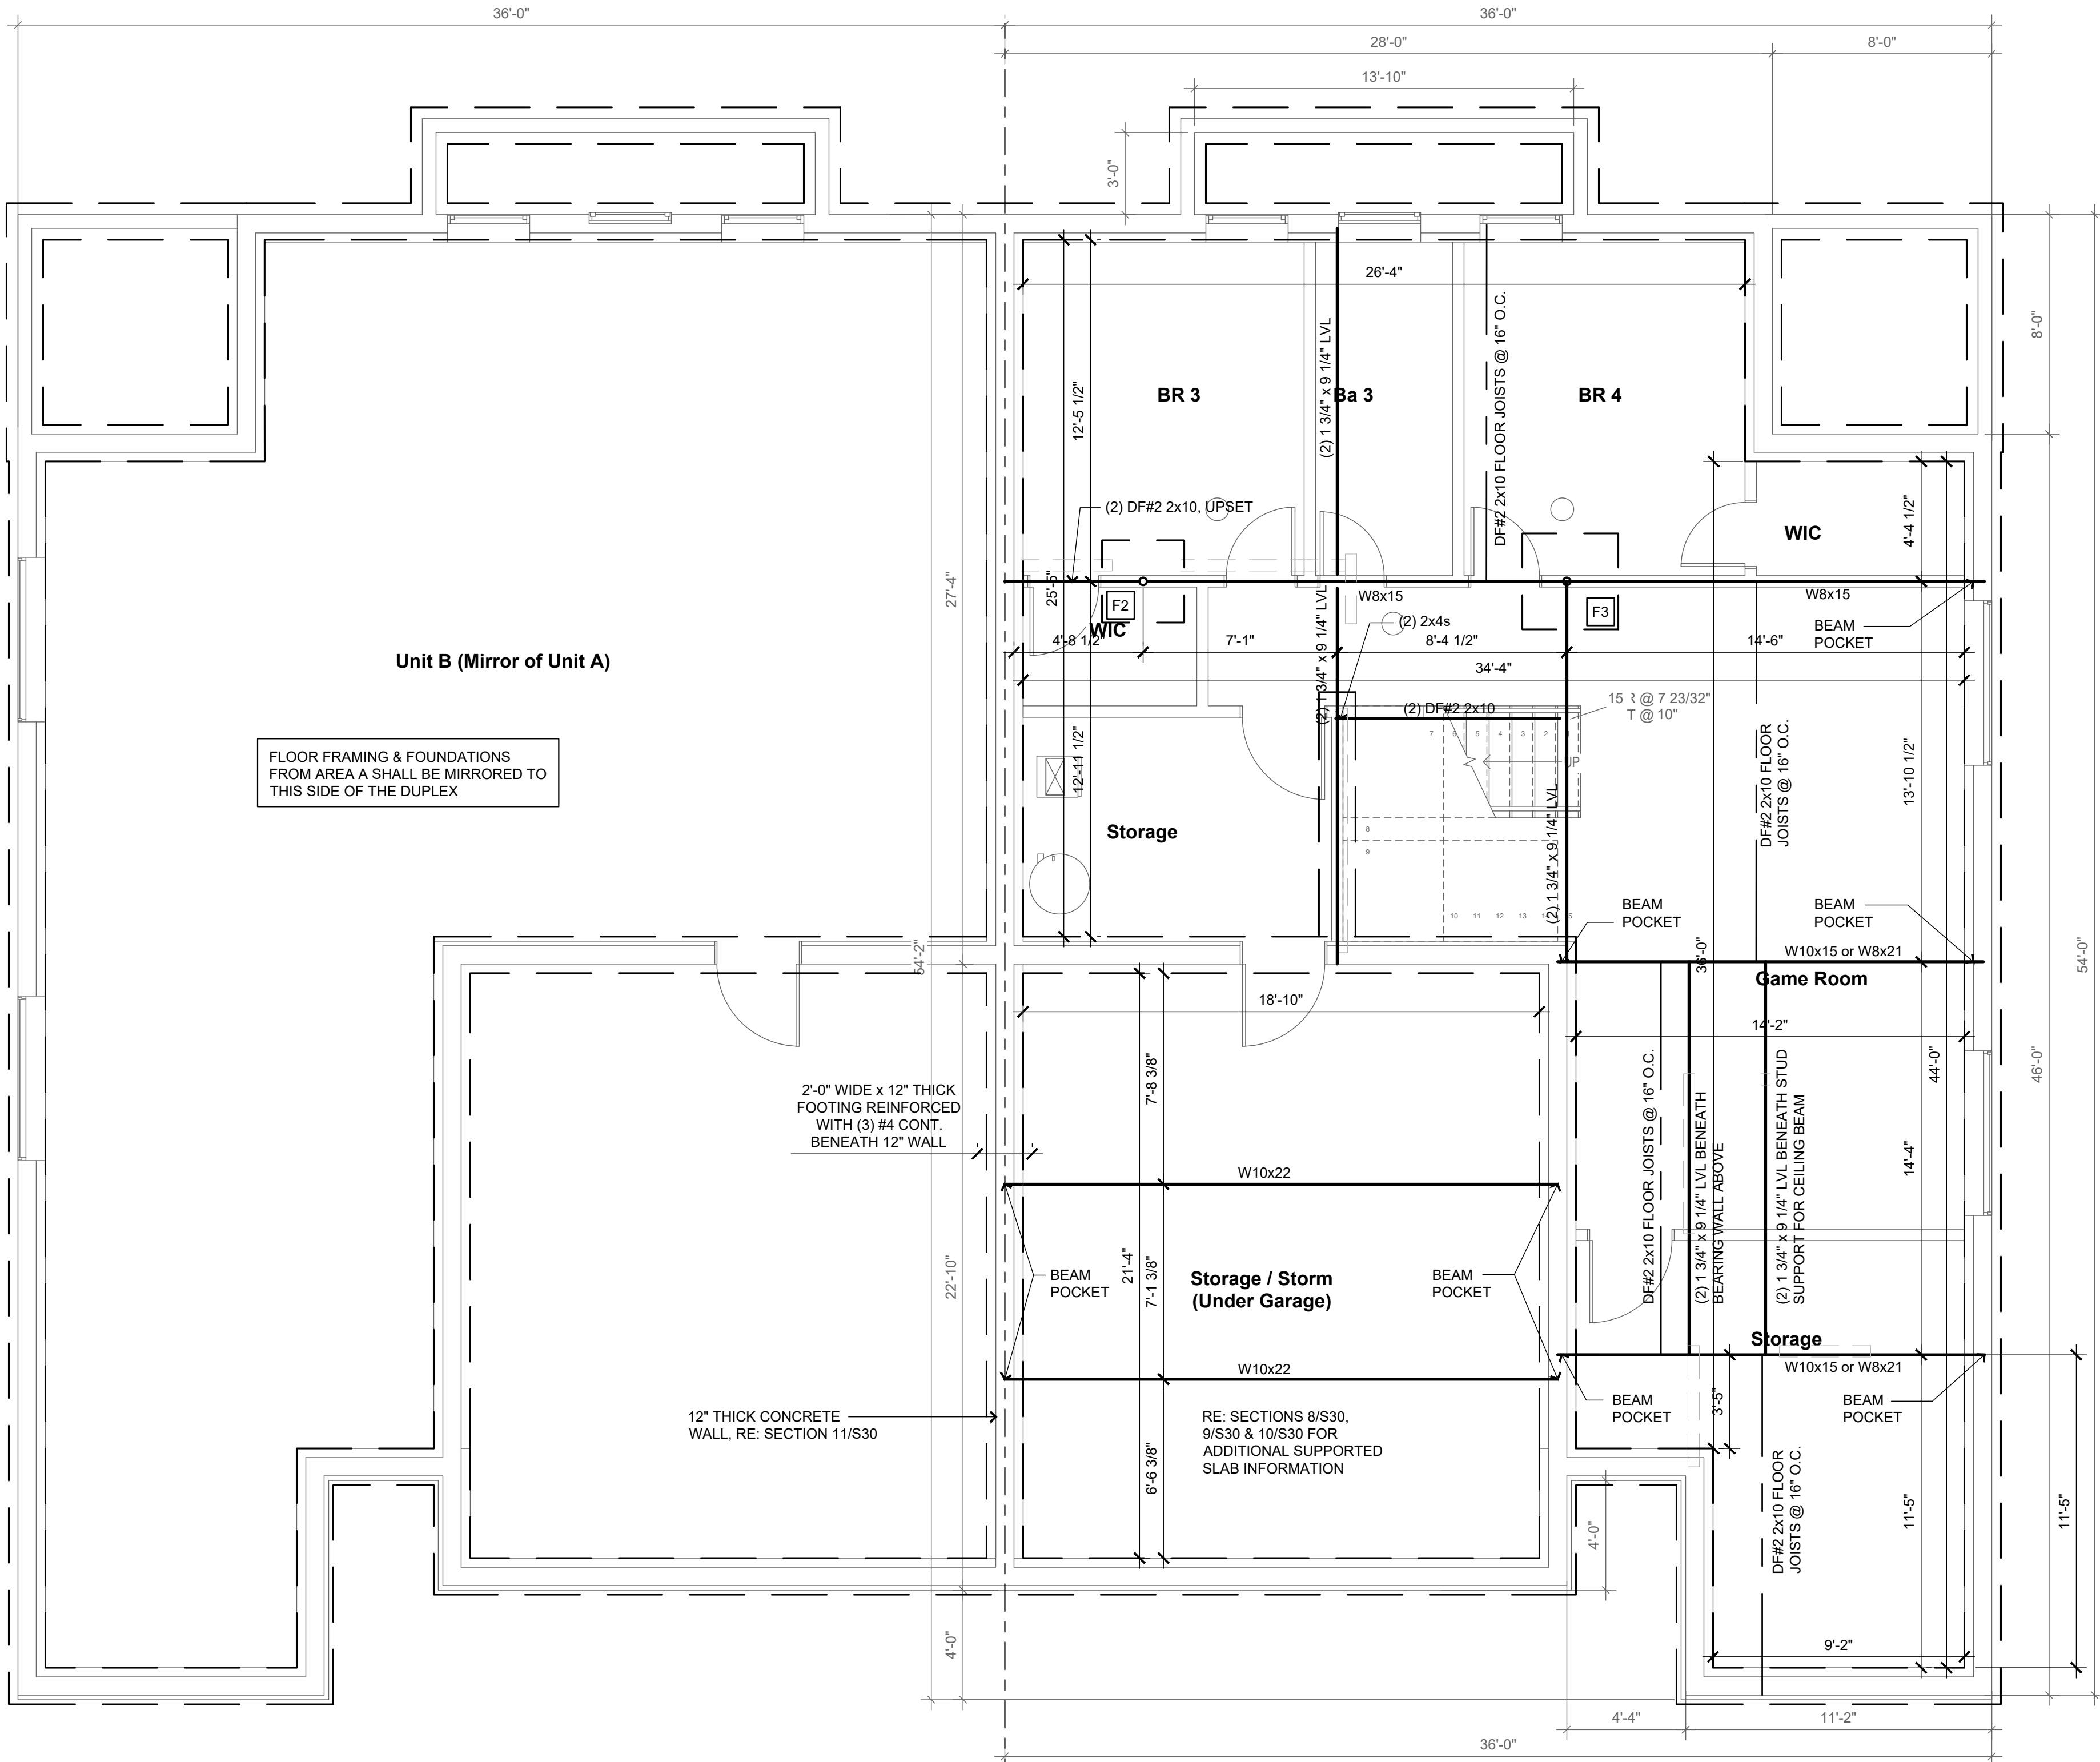 36'-0"
36'-0"
28'-0"
8'-0"
13'-10"
3'-0"
26'-4"
8'-0"
(2) 1 3/4" x 9 1/4" LVL
DF#2 2x10 FLOOR JOISTS @ 16" O.C.
12'-5 1/2"
BR 3
Ba 3
BR 4
(2) DF#2 2x10, UPSET
WIC
4'-4 1/2"
27'-4"
25'-5"
F2
W8x15
F3
W8x15
BEAM
POCKET
WIC
(2) 2x4s
4'-8 1/2"
7'-1"
8'-4 1/2"
14'-6"
34'-4"
(2) 1 3/4" x 9 1/4" LVL
Unit B (Mirror of Unit A)
15 R @ 7 23/32"
T @ 10"
(2) DF#2 2x10
7
6
5
4
3
2
UP
FLOOR FRAMING & FOUNDATIONS
FROM AREA A SHALL BE MIRRORED TO
THIS SIDE OF THE DUPLEX
12'-11 1/2"
DF#2 2x10 FLOOR
JOISTS @ 16" O.C.
13'-10 1/2"
Storage
8
9
(2) 1 3/4" x 9 1/4" LVL
10
11
12
13
14
15
BEAM
POCKET
BEAM
POCKET
54'-2"
W10x15 or W8x21
36'-0"
Game Room
54'-0"
18'-10"
14'-2"
7'-8 3/8"
44'-0"
46'-0"
2'-0" WIDE x 12" THICK
FOOTING REINFORCED
WITH (3) #4 CONT.
BENEATH 12" WALL
DF#2 2x10 FLOOR JOISTS @ 16" O.C.
(2) 1 3/4" x 9 1/4" LVL BENEATH
BEARING WALL ABOVE
(2) 1 3/4" x 9 1/4" LVL BENEATH STUD
SUPPORT FOR CEILING BEAM
14'-4"
W10x22
22'-10"
BEAM
POCKET
21'-4"
7'-1 3/8"
Storage / Storm
(Under Garage)
BEAM
POCKET
Storage
W10x15 or W8x21
W10x22
3'-5"
BEAM
POCKET
BEAM
POCKET
12" THICK CONCRETE
WALL, RE: SECTION 11/S30
RE: SECTIONS 8/S30,
9/S30 & 10/S30 FOR
ADDITIONAL SUPPORTED
SLAB INFORMATION
6'-6 3/8"
DF#2 2x10 FLOOR
JOISTS @ 16" O.C.
11'-5"
11'-5"
4'-0"
4'-0"
9'-2"
4'-4"
11'-2"
36'-0"